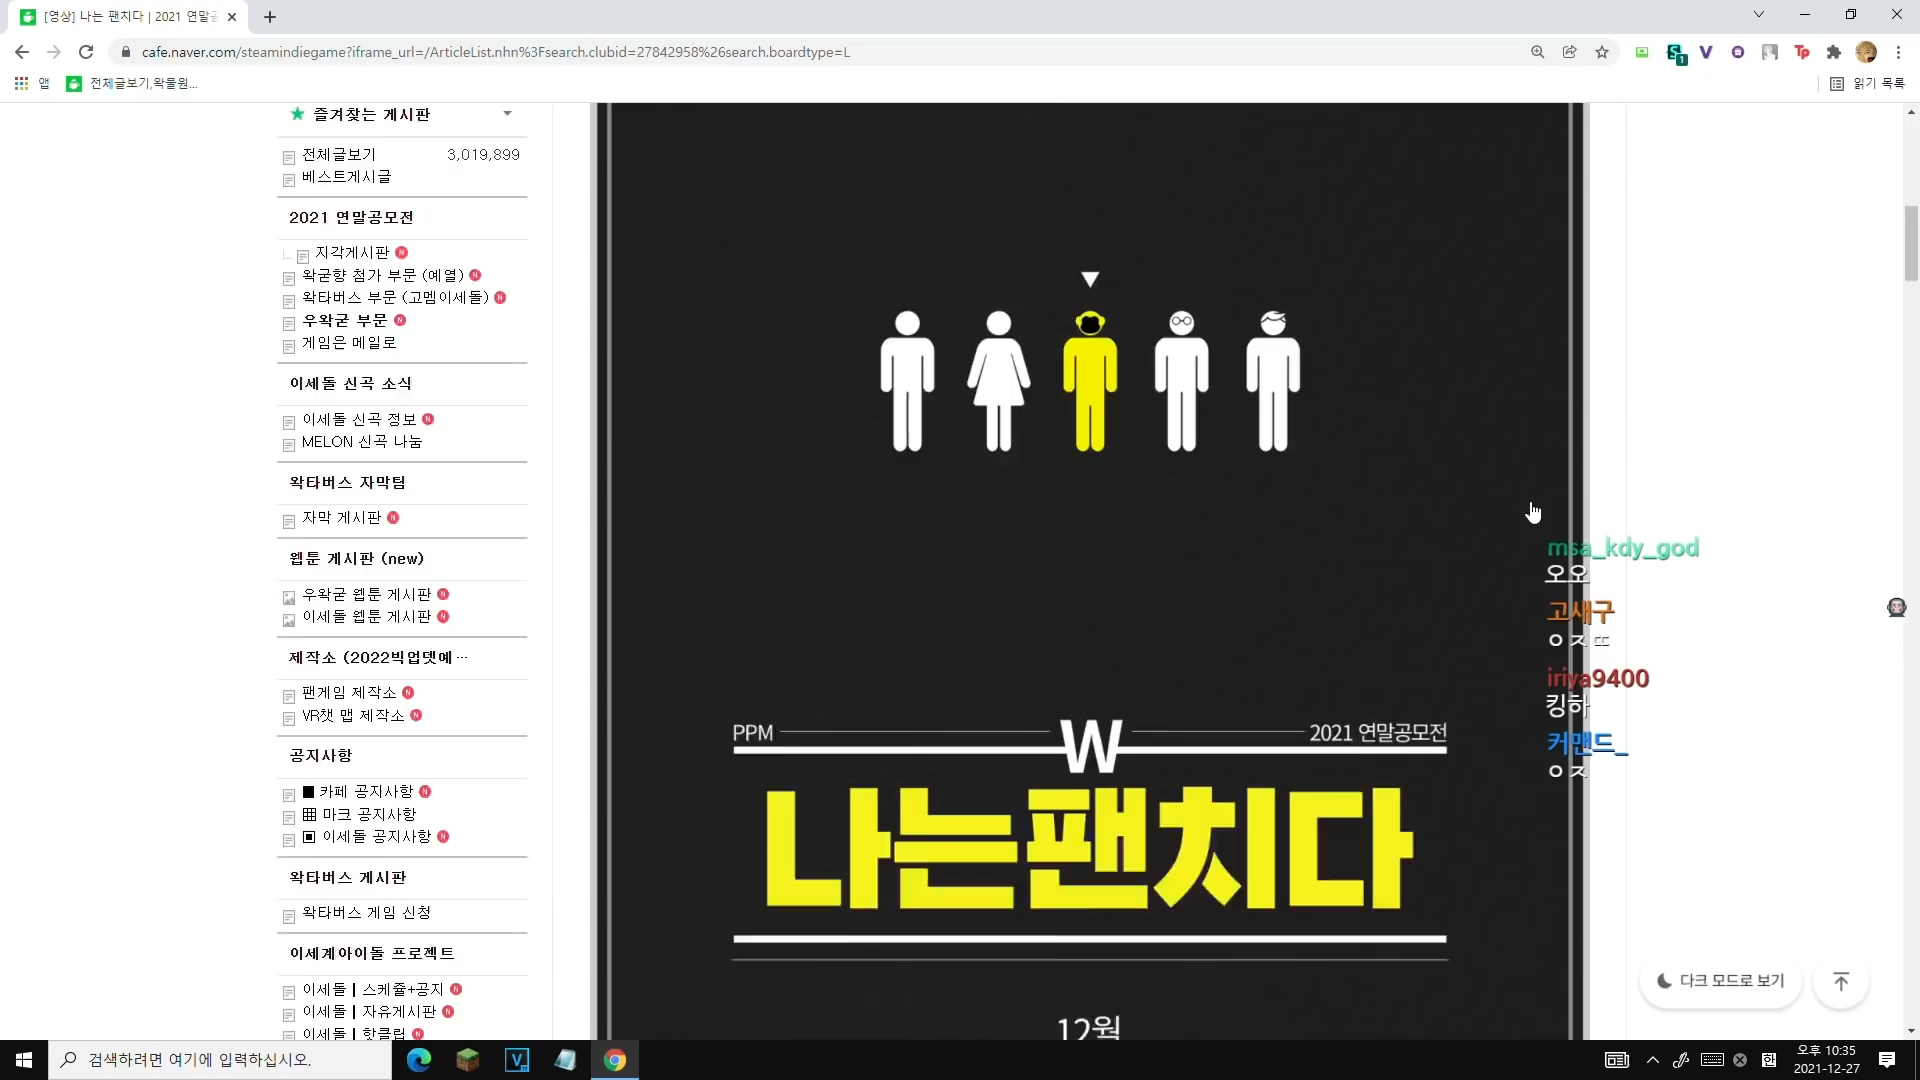 [영상] 나는 팬치다 | 2021 연말공
cafe.naver.com/steamindiegame?iframe_url=/ArticleList.nhn%3Fsearch.clubid=27842958%26search.boardtype=L
앱
전체글보기,왁물원...
읽기 목록
즐겨찾는 게시판
전체글보기 3,019,899
베스트게시글
2021 연말공모전
지각게시판
왁굳향 첨가 부문 (예열)
왁타버스 부문 (고멤이세돌)
우왁굳 부문
게임은 메일로
이세돌 신곡 소식
이세돌 신곡 정보
MELON 신곡 나눔
왁타버스 자막팀
자막 게시판
웹툰 게시판 (new)
우왁굳 웹툰 게시판
이세돌 웹툰 게시판
제작소 (2022빅업뎃예…
팬게임 제작소
VR챗 맵 제작소
공지사항
■ 카페 공지사항
▦ 마크 공지사항
▣ 이세돌 공지사항
왁타버스 게시판
왁타버스 게임 신청
이세계아이돌 프로젝트
이세돌 | 스케쥴+공지
이세돌 | 자유게시판
이세돌 | 핫클립
PPM W 2021 연말공모전
나는팬치다
12월
msa_kdy_god
오오
고새구
ㅇㅈㄸ
iriya9400
킹하
커맨드_
ㅇㅈ
다크 모드로 보기
검색하려면 여기에 입력하십시오.
한
오후 10:35
2021-12-27